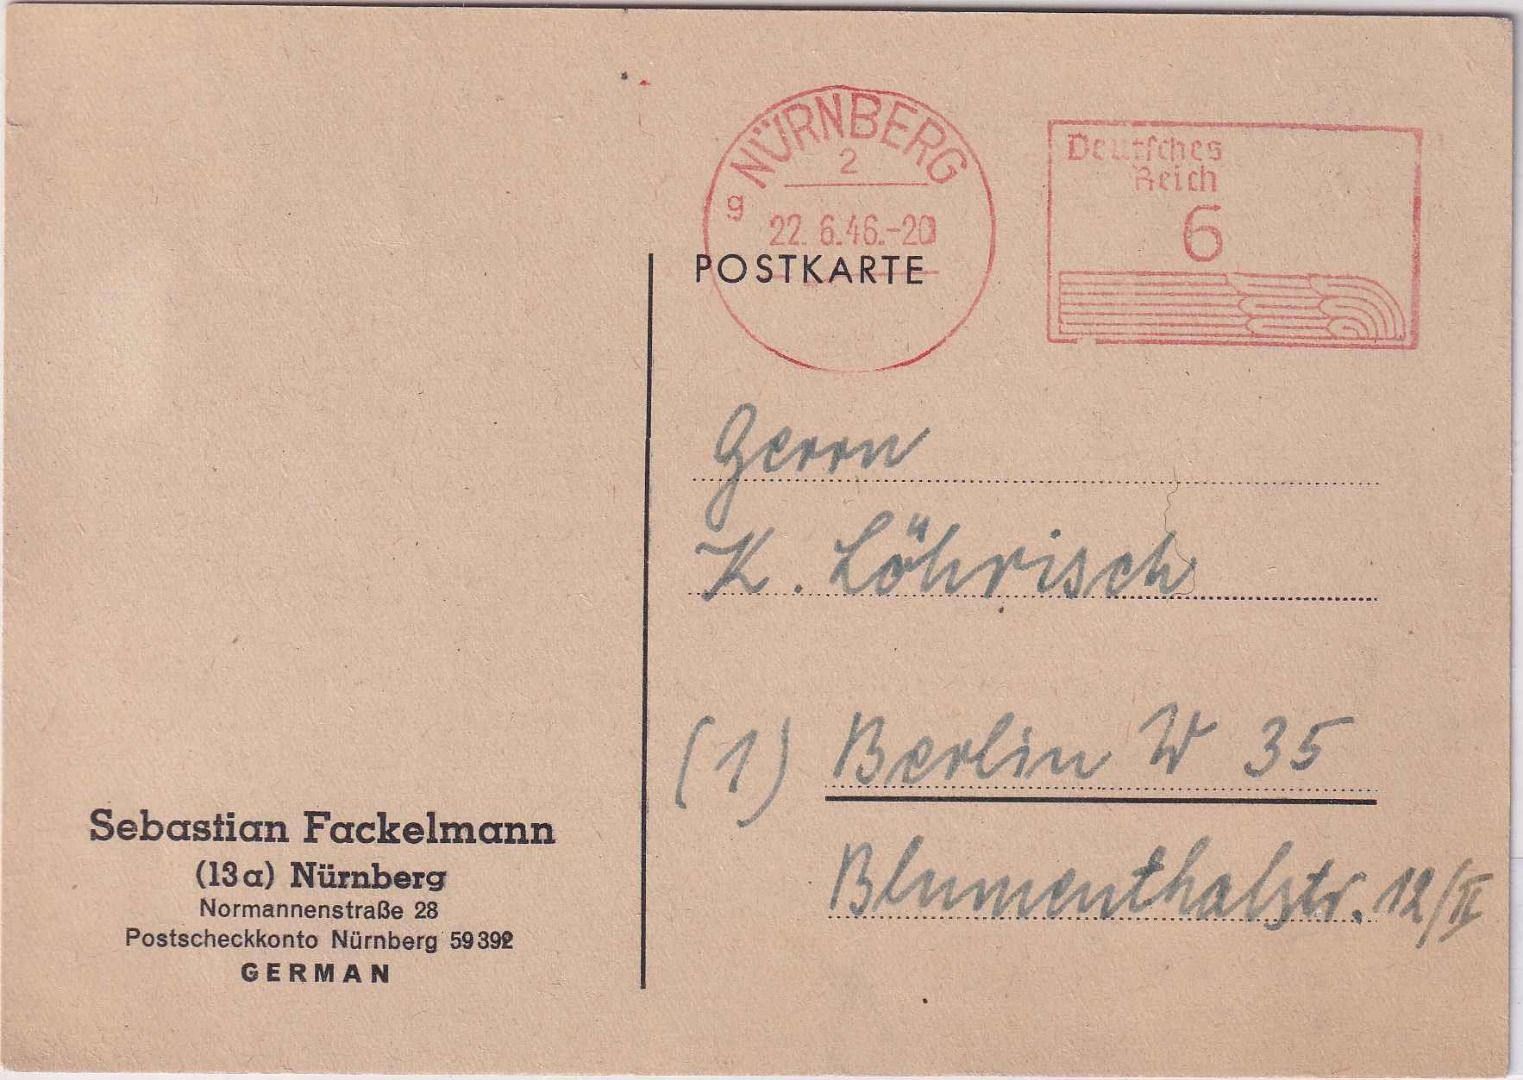 NÜRNBERG
2
g
22. 6.46.-20
Deutsches
Reich
6
POSTKARTE
Herrn
K. Löhrisch
(1) Berlin W 35
Blumenthalstr. 12/II
Sebastian Fackelmann
(13a) Nürnberg
Normannenstraße 28
Postscheckkonto Nürnberg 59392
GERMAN